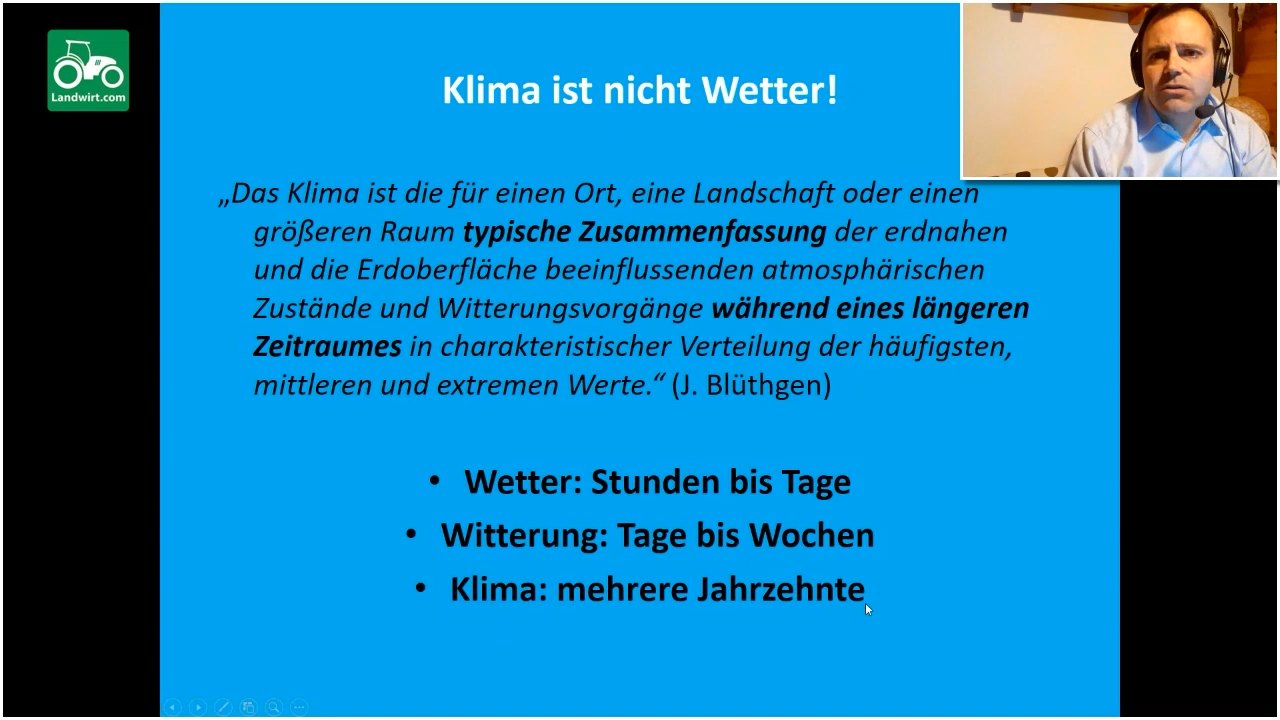 Landwirt.com
Klima ist nicht Wetter!
„Das Klima ist die für einen Ort, eine Landschaft oder einen
größeren Raum typische Zusammenfassung der erdnahen
und die Erdoberfläche beeinflussenden atmosphärischen
Zustände und Witterungsvorgänge während eines längeren
Zeitraumes in charakteristischer Verteilung der häufigsten,
mittleren und extremen Werte.“ (J. Blüthgen)
• Wetter: Stunden bis Tage
• Witterung: Tage bis Wochen
• Klima: mehrere Jahrzehnte